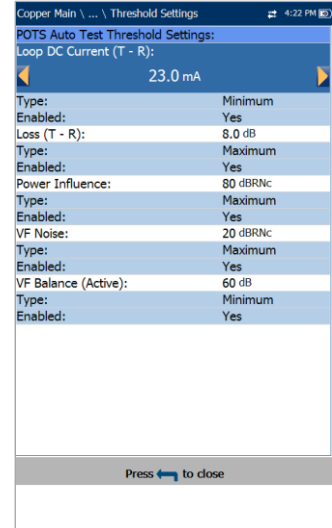 Copper Main \ ... \ Threshold Settings 4:22 PM
POTS Auto Test Threshold Settings:
Loop DC Current (T - R):
23.0 mA
Type: Minimum
Enabled: Yes
Loss (T - R): 8.0 dB
Type: Maximum
Enabled: Yes
Power Influence: 80 dBRNc
Type: Maximum
Enabled: Yes
VF Noise: 20 dBRNc
Type: Maximum
Enabled: Yes
VF Balance (Active): 60 dB
Type: Minimum
Enabled: Yes
Press to close